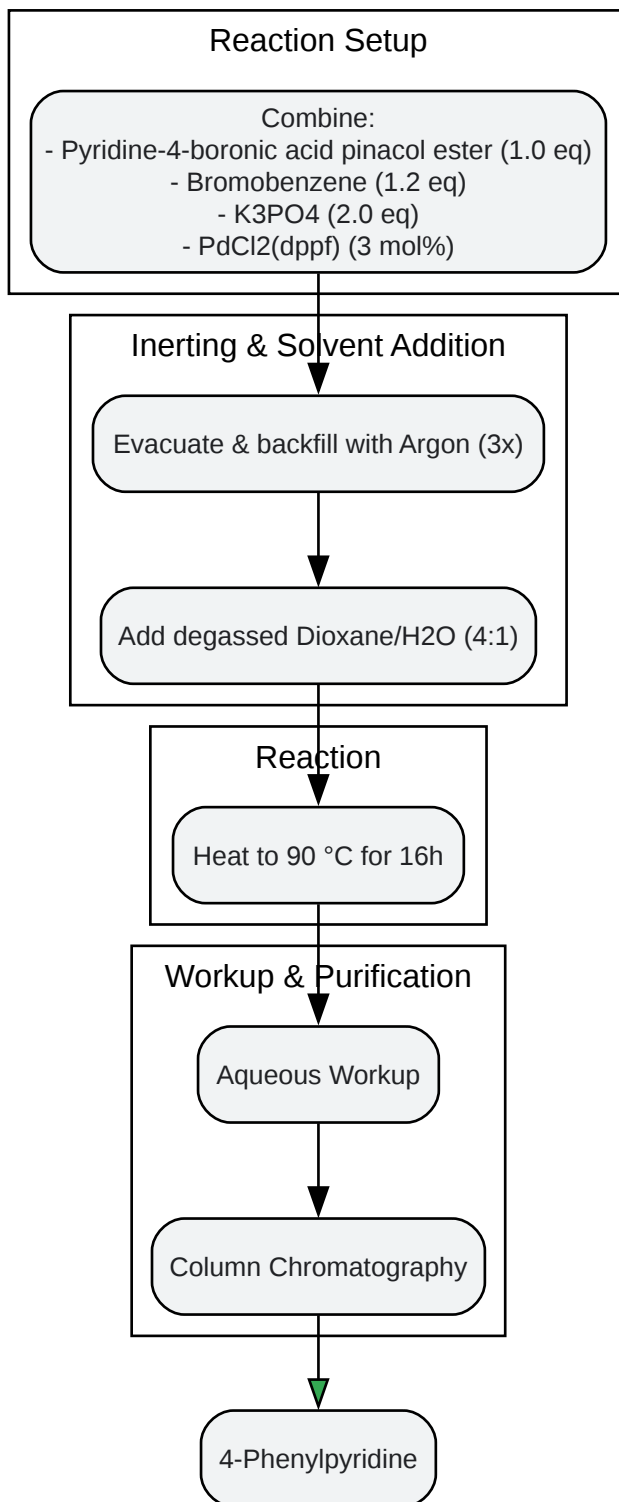 Reaction Setup
Combine:
- Pyridine-4-boronic acid pinacol ester (1.0 eq)
- Bromobenzene (1.2 eq)
- K3PO4 (2.0 eq)
- PdCl2(dppf) (3 mol%)
Inerting & Solvent Addition
Evacuate & backfill with Argon (3x)
Add degassed Dioxane/H2O (4:1)
Reaction
Heat to 90 °C for 16h
Workup & Purification
Aqueous Workup
Column Chromatography
4-Phenylpyridine